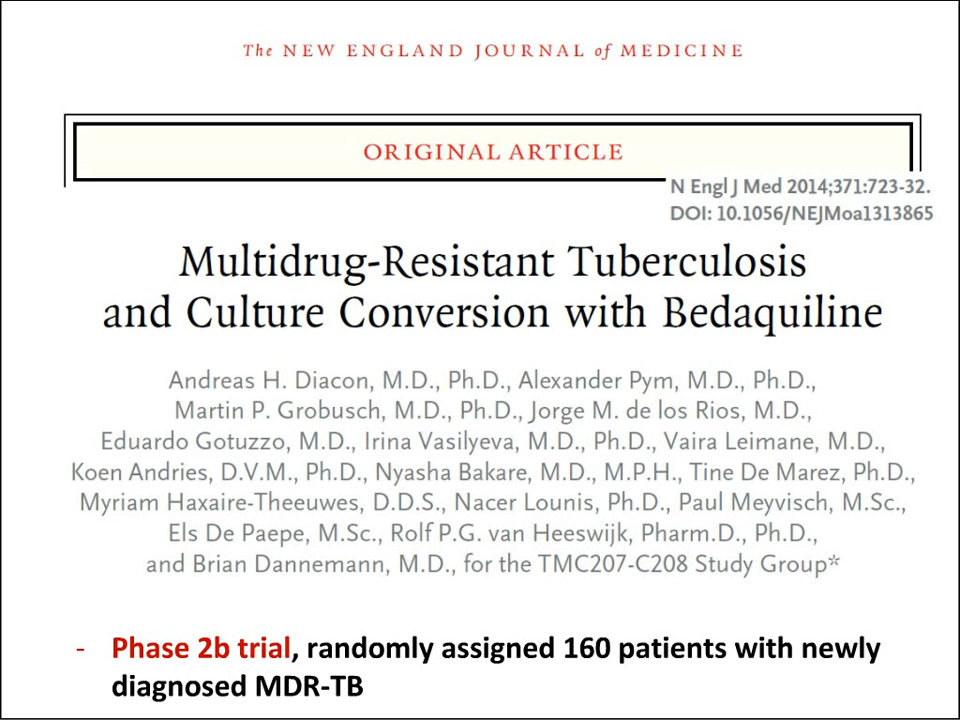 The NEW ENGLAND JOURNAL of MEDICINE
ORIGINAL ARTICLE
N Engl J Med 2014;371:723-32.
DOI: 10.1056/NEJMoa1313865
Multidrug-Resistant Tuberculosis
and Culture Conversion with Bedaquiline
Andreas H. Diacon, M.D., Ph.D., Alexander Pym, M.D., Ph.D.,
Martin P. Grobusch, M.D., Ph.D., Jorge M. de los Rios, M.D.,
Eduardo Gotuzzo, M.D., Irina Vasilyeva, M.D., Ph.D., Vaira Leimane, M.D.,
Koen Andries, D.V.M., Ph.D., Nyasha Bakare, M.D., M.P.H., Tine De Marez, Ph.D.,
Myriam Haxaire-Theeuwes, D.D.S., Nacer Lounis, Ph.D., Paul Meyvisch, M.Sc.,
Els De Paepe, M.Sc., Rolf P.G. van Heeswijk, Pharm.D., Ph.D.,
and Brian Dannemann, M.D., for the TMC207-C208 Study Group*
- Phase 2b trial, randomly assigned 160 patients with newly
diagnosed MDR-TB